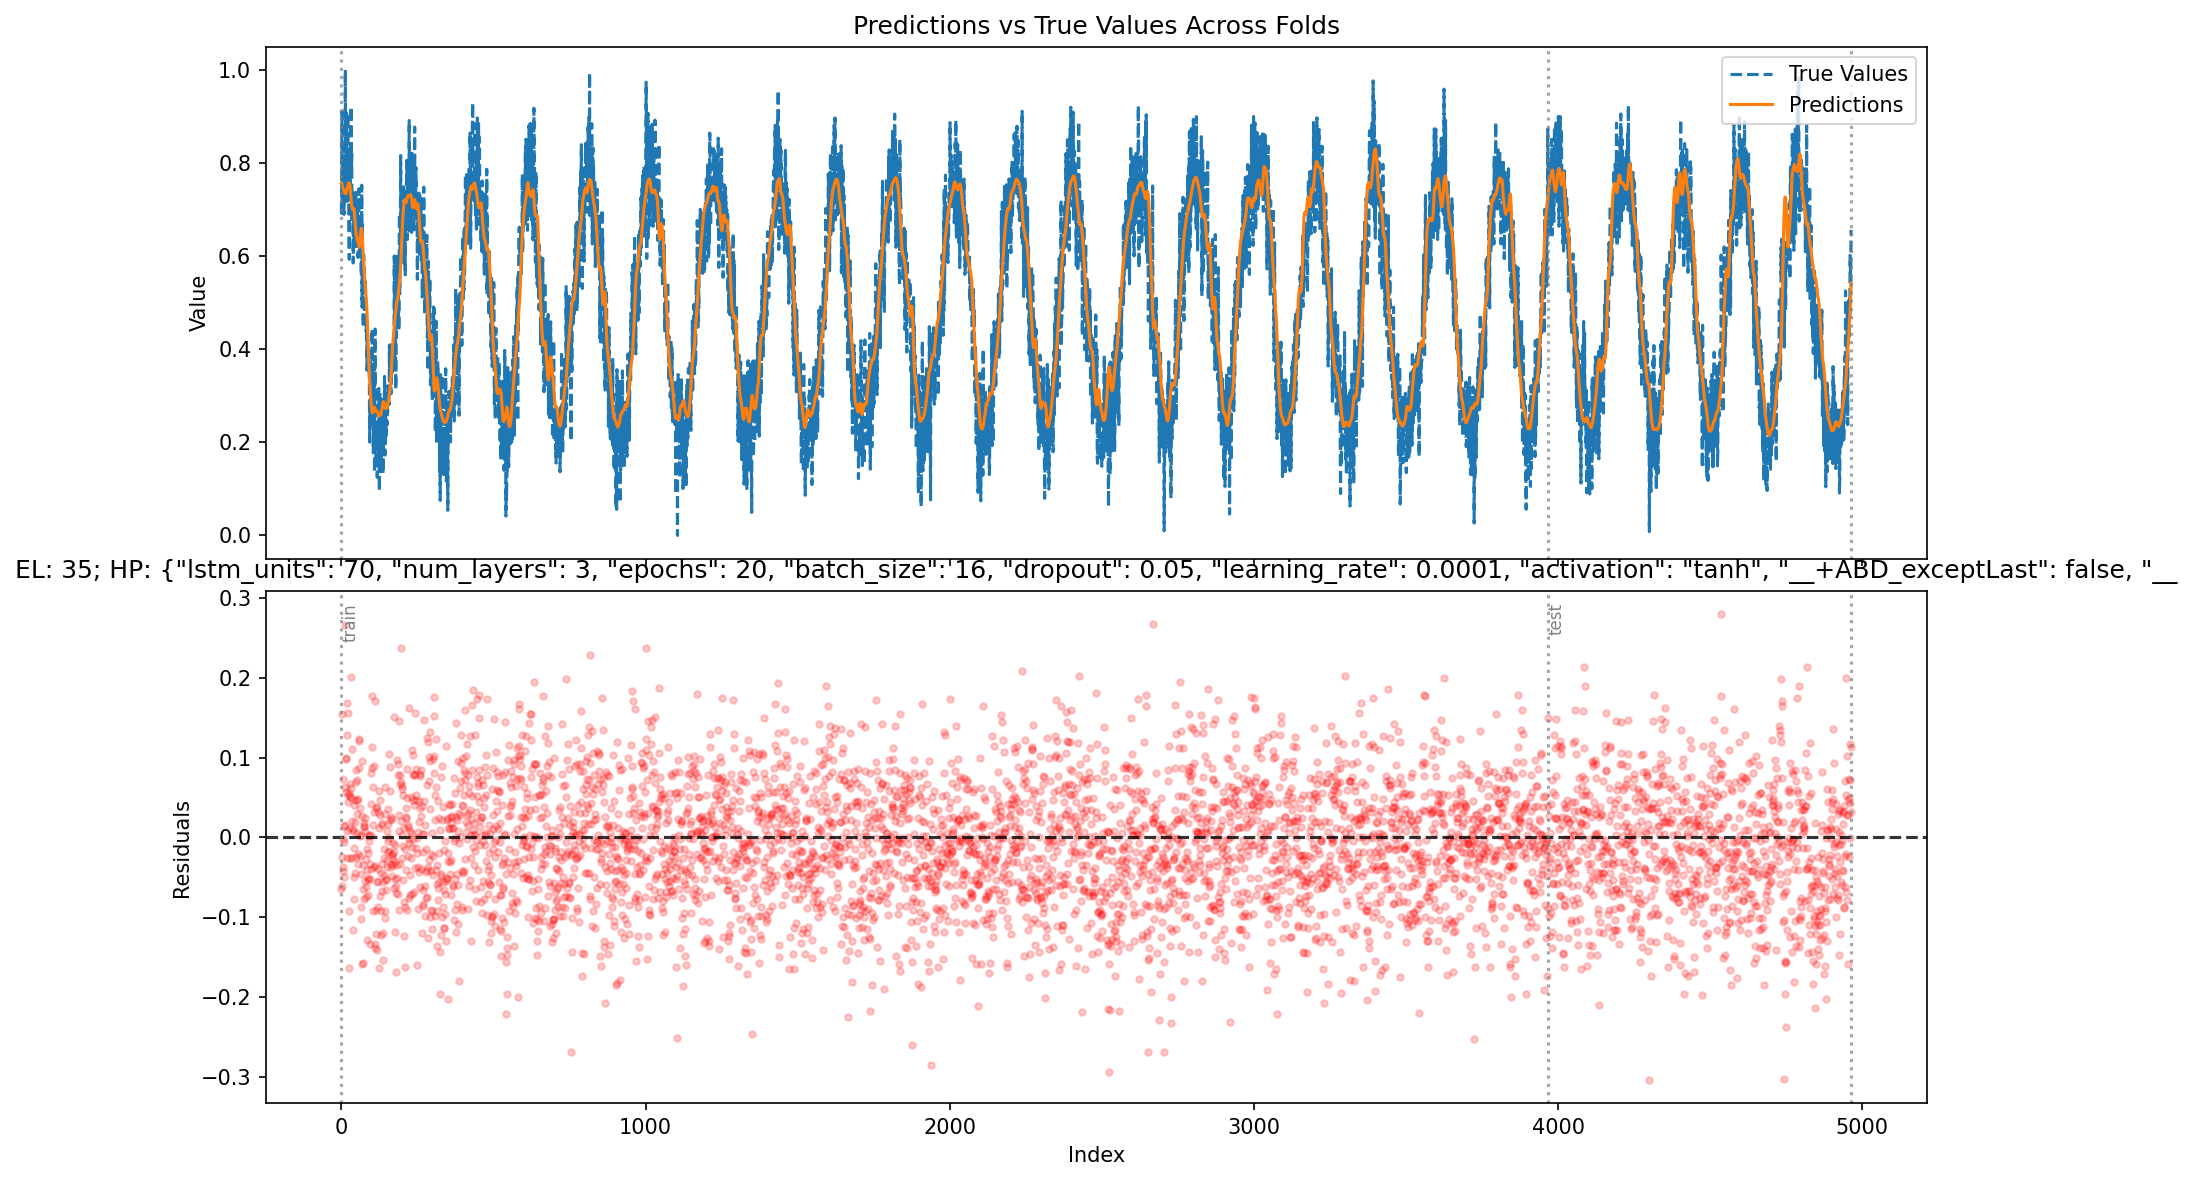 Predictions vs True Values Across Folds
True Values
Predictions
Value
1.0
0.8
0.6
0.4
0.2
0.0
EL: 35; HP: {"lstm_units": 70, "num_layers": 3, "epochs": 20, "batch_size": 16, "dropout": 0.05, "learning_rate": 0.0001, "activation": "tanh", "__+ABD_exceptLast": false, "__
train
test
Residuals
0.3
0.2
0.1
0.0
−0.1
−0.2
−0.3
0
1000
2000
3000
4000
5000
Index